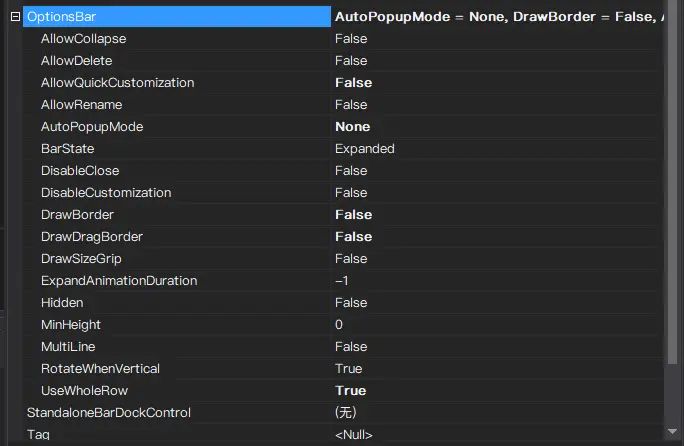 OptionsBar AutoPopupMode = None, DrawBorder = False,
AllowCollapse False
AllowDelete False
AllowQuickCustomization False
AllowRename False
AutoPopupMode None
BarState Expanded
DisableClose False
DisableCustomization False
DrawBorder False
DrawDragBorder False
DrawSizeGrip False
ExpandAnimationDuration -1
Hidden False
MinHeight 0
MultiLine False
RotateWhenVertical True
UseWholeRow True
StandaloneBarDockControl (无)
Tag <Null>